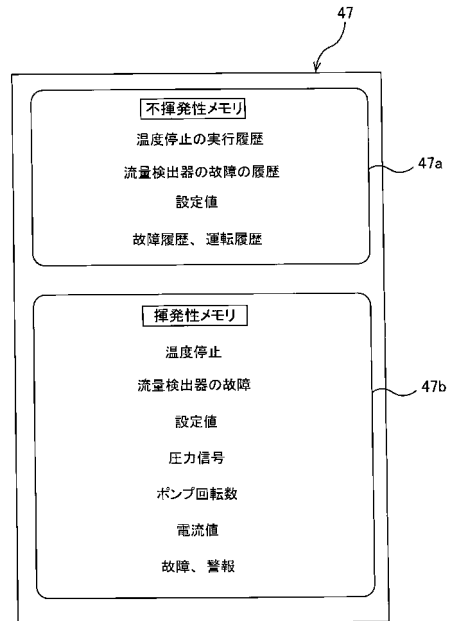 47
不揮発性メモリ
温度停止の実行履歴
流量検出器の故障の履歴
設定値
故障履歴、運転履歴
47a
揮発性メモリ
温度停止
流量検出器の故障
設定値
圧力信号
ポンプ回転数
電流値
故障、警報
47b